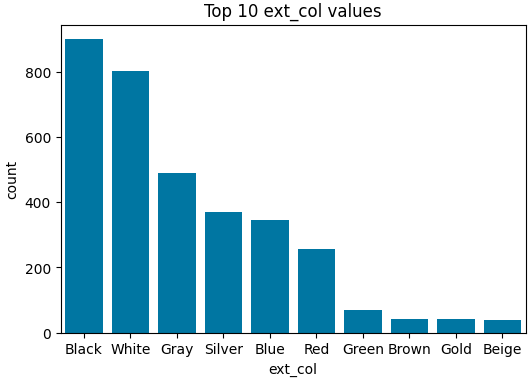 Top 10 ext_col values
count
800
600
400
200
0
Black White Gray Silver Blue Red Green Brown Gold Beige
ext_col